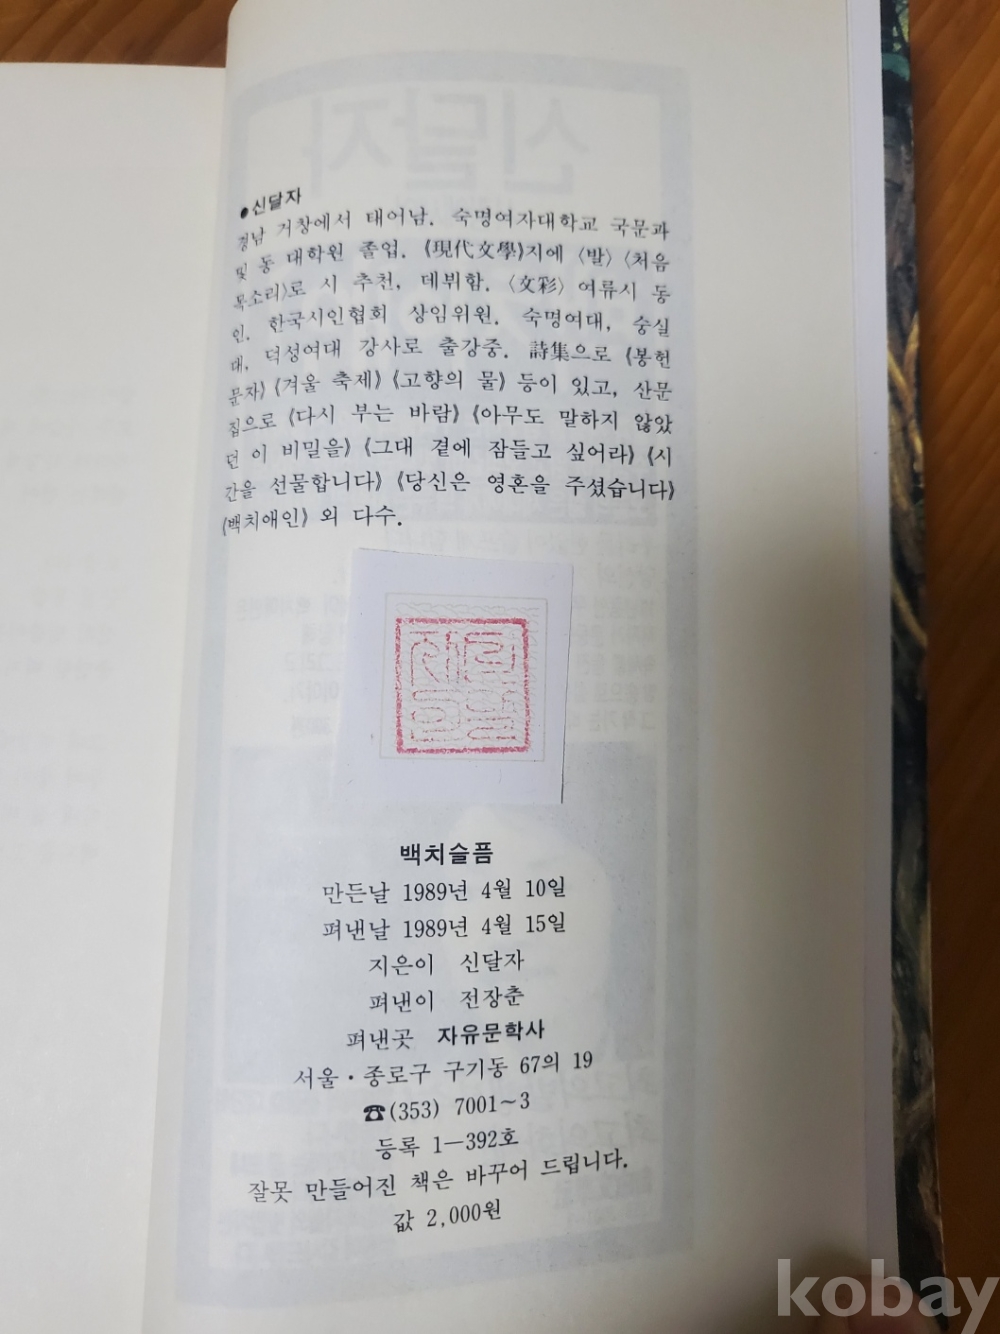 ●신달자
경남 거창에서 태어남. 숙명여자대학교 국문과
및 동 대학원 졸업. 《現代文學》지에 〈발〉 〈처음
목소리〉로 시 추천, 데뷔함. 〈文彩〉 여류시 동
인. 한국시인협회 상임위원. 숙명여대, 숭실
대, 덕성여대 강사로 출강중. 詩集으로 《봉헌
문자》 《겨울 축제》 《고향의 물》 등이 있고, 산문
집으로 《다시 부는 바람》 《아무도 말하지 않았
던 이 비밀을》 《그대 곁에 잠들고 싶어라》 《시
간을 선물합니다》 《당신은 영혼을 주셨습니다》
《백치애인》 외 다수.
백치슬픔
만든날 1989년 4월 10일
펴낸날 1989년 4월 15일
지은이 신달자
펴낸이 전장춘
펴낸곳 자유문학사
서울·종로구 구기동 67의 19
☎(353) 7001~3
등록 1—392호
잘못 만들어진 책은 바꾸어 드립니다.
값 2,000원
kobay